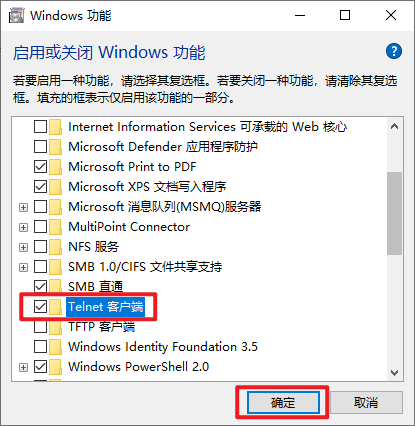 Windows 功能
启用或关闭 Windows 功能
若要启用一种功能，请选择其复选框。若要关闭一种功能，请清除其复选
框。填充的框表示仅启用该功能的一部分。
Internet Information Services 可承载的 Web 核心
Microsoft Defender 应用程序防护
Microsoft Print to PDF
Microsoft XPS 文档写入程序
Microsoft 消息队列(MSMQ)服务器
MultiPoint Connector
NFS 服务
SMB 1.0/CIFS 文件共享支持
SMB 直通
Telnet 客户端
TFTP 客户端
Windows Identity Foundation 3.5
Windows PowerShell 2.0
确定
取消